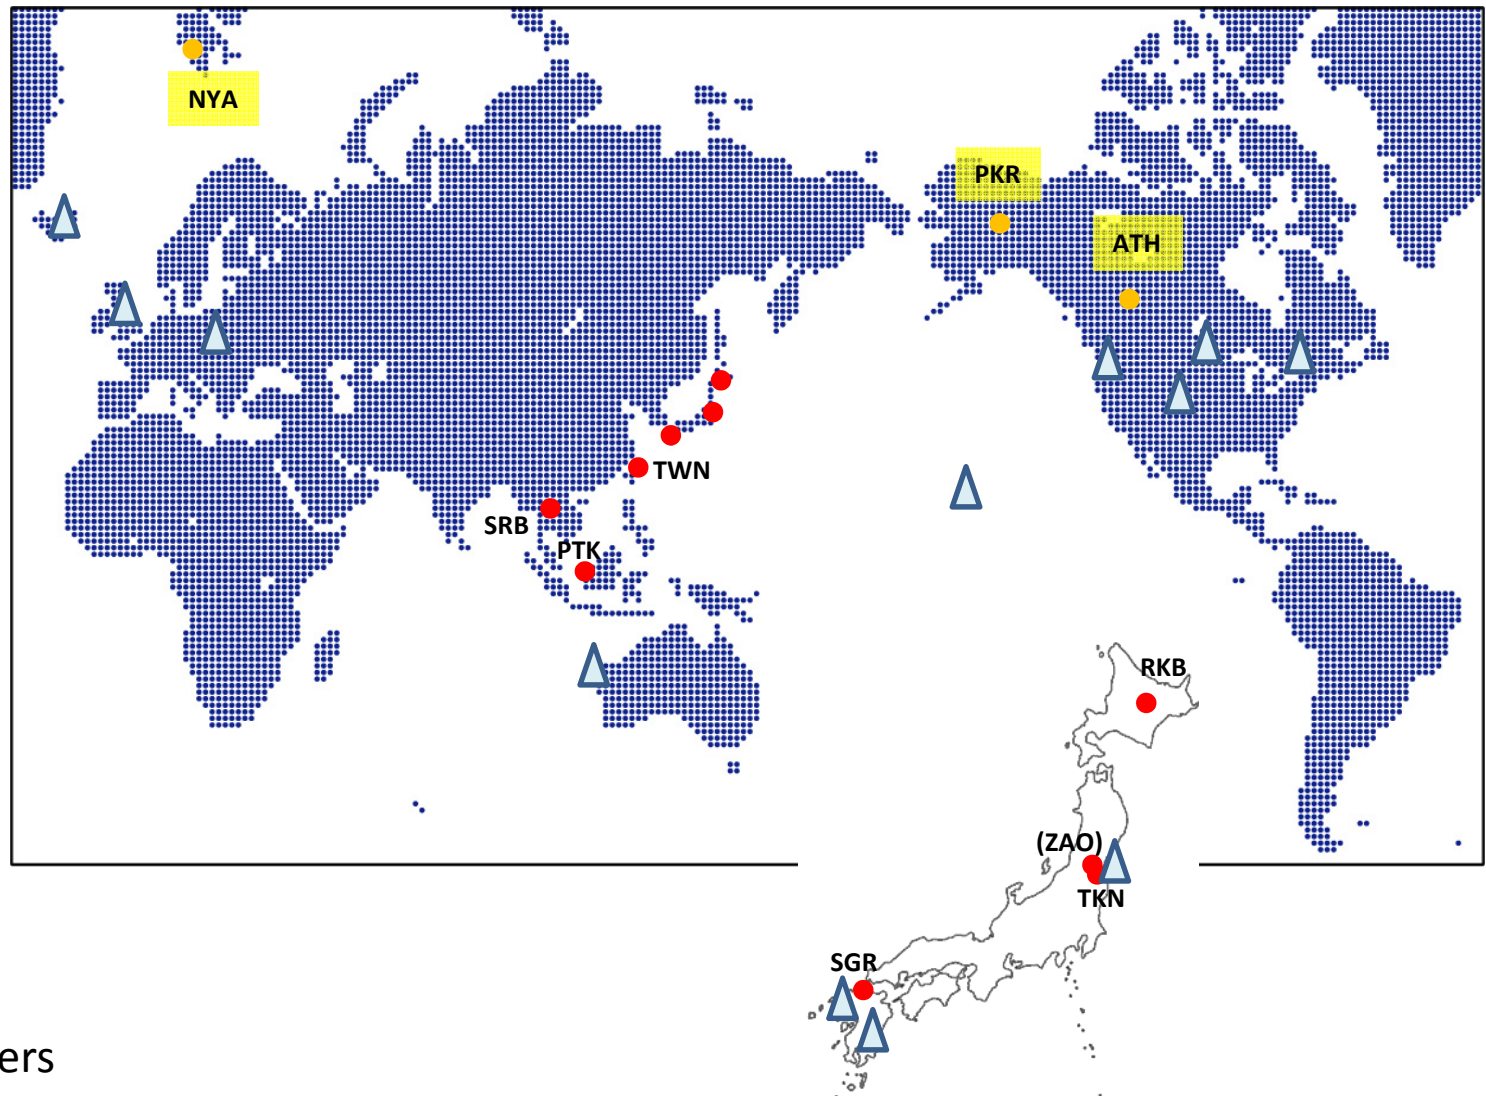 NYA
PKR
ATH
TWN
SRB
PTK
RKB
(ZAO)
TKN
SGR
ers